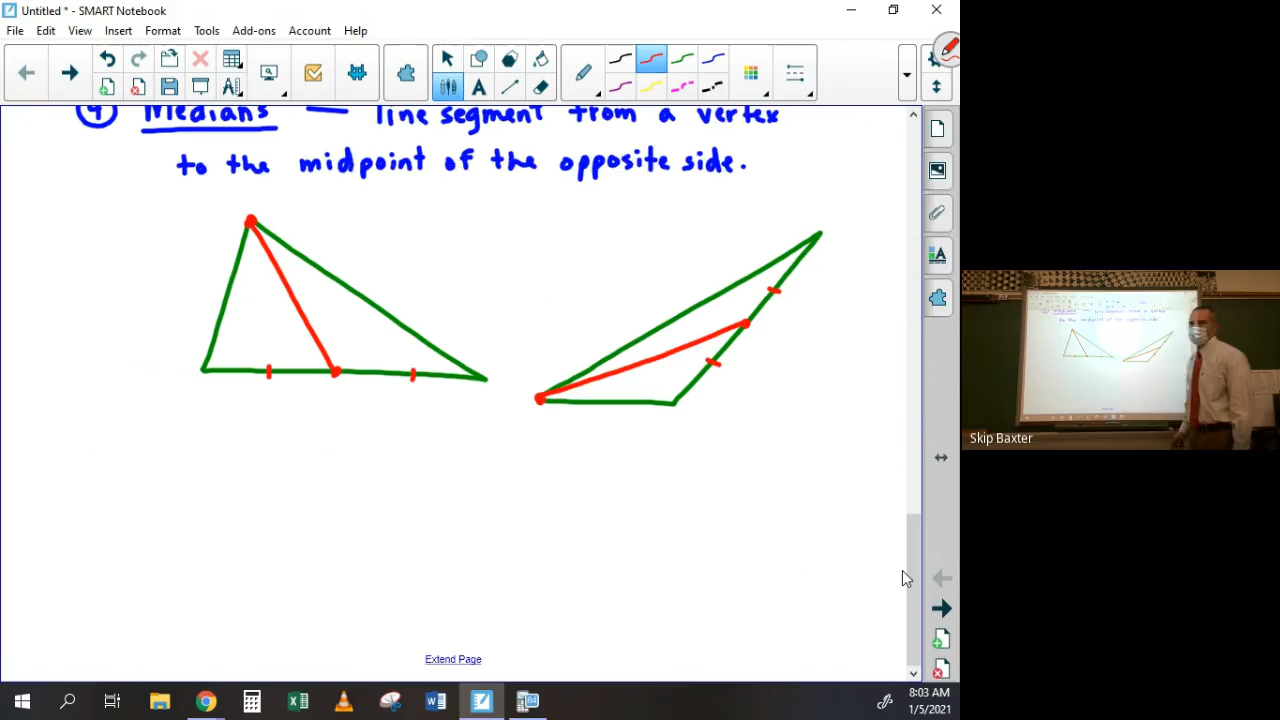 Untitled * - SMART Notebook
File Edit View Insert Format Tools Add-ons Account Help
4 Medians — line segment from a vertex
to the midpoint of the opposite side.
Skip Baxter
Extend Page
8:03 AM
1/5/2021